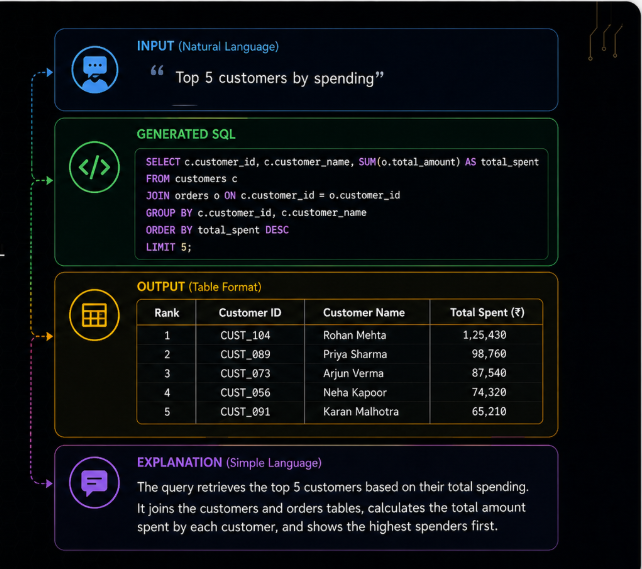 INPUT (Natural Language)
“ Top 5 customers by spending”
GENERATED SQL
SELECT c.customer_id, c.customer_name, SUM(o.total_amount) AS total_spent
FROM customers c
JOIN orders o ON c.customer_id = o.customer_id
GROUP BY c.customer_id, c.customer_name
ORDER BY total_spent DESC
LIMIT 5;
OUTPUT (Table Format)
Rank Customer ID Customer Name Total Spent (₹)
1 CUST_104 Rohan Mehta 1,25,430
2 CUST_089 Priya Sharma 98,760
3 CUST_073 Arjun Verma 87,540
4 CUST_056 Neha Kapoor 74,320
5 CUST_091 Karan Malhotra 65,210
EXPLANATION (Simple Language)
The query retrieves the top 5 customers based on their total spending.
It joins the customers and orders tables, calculates the total amount
spent by each customer, and shows the highest spenders first.